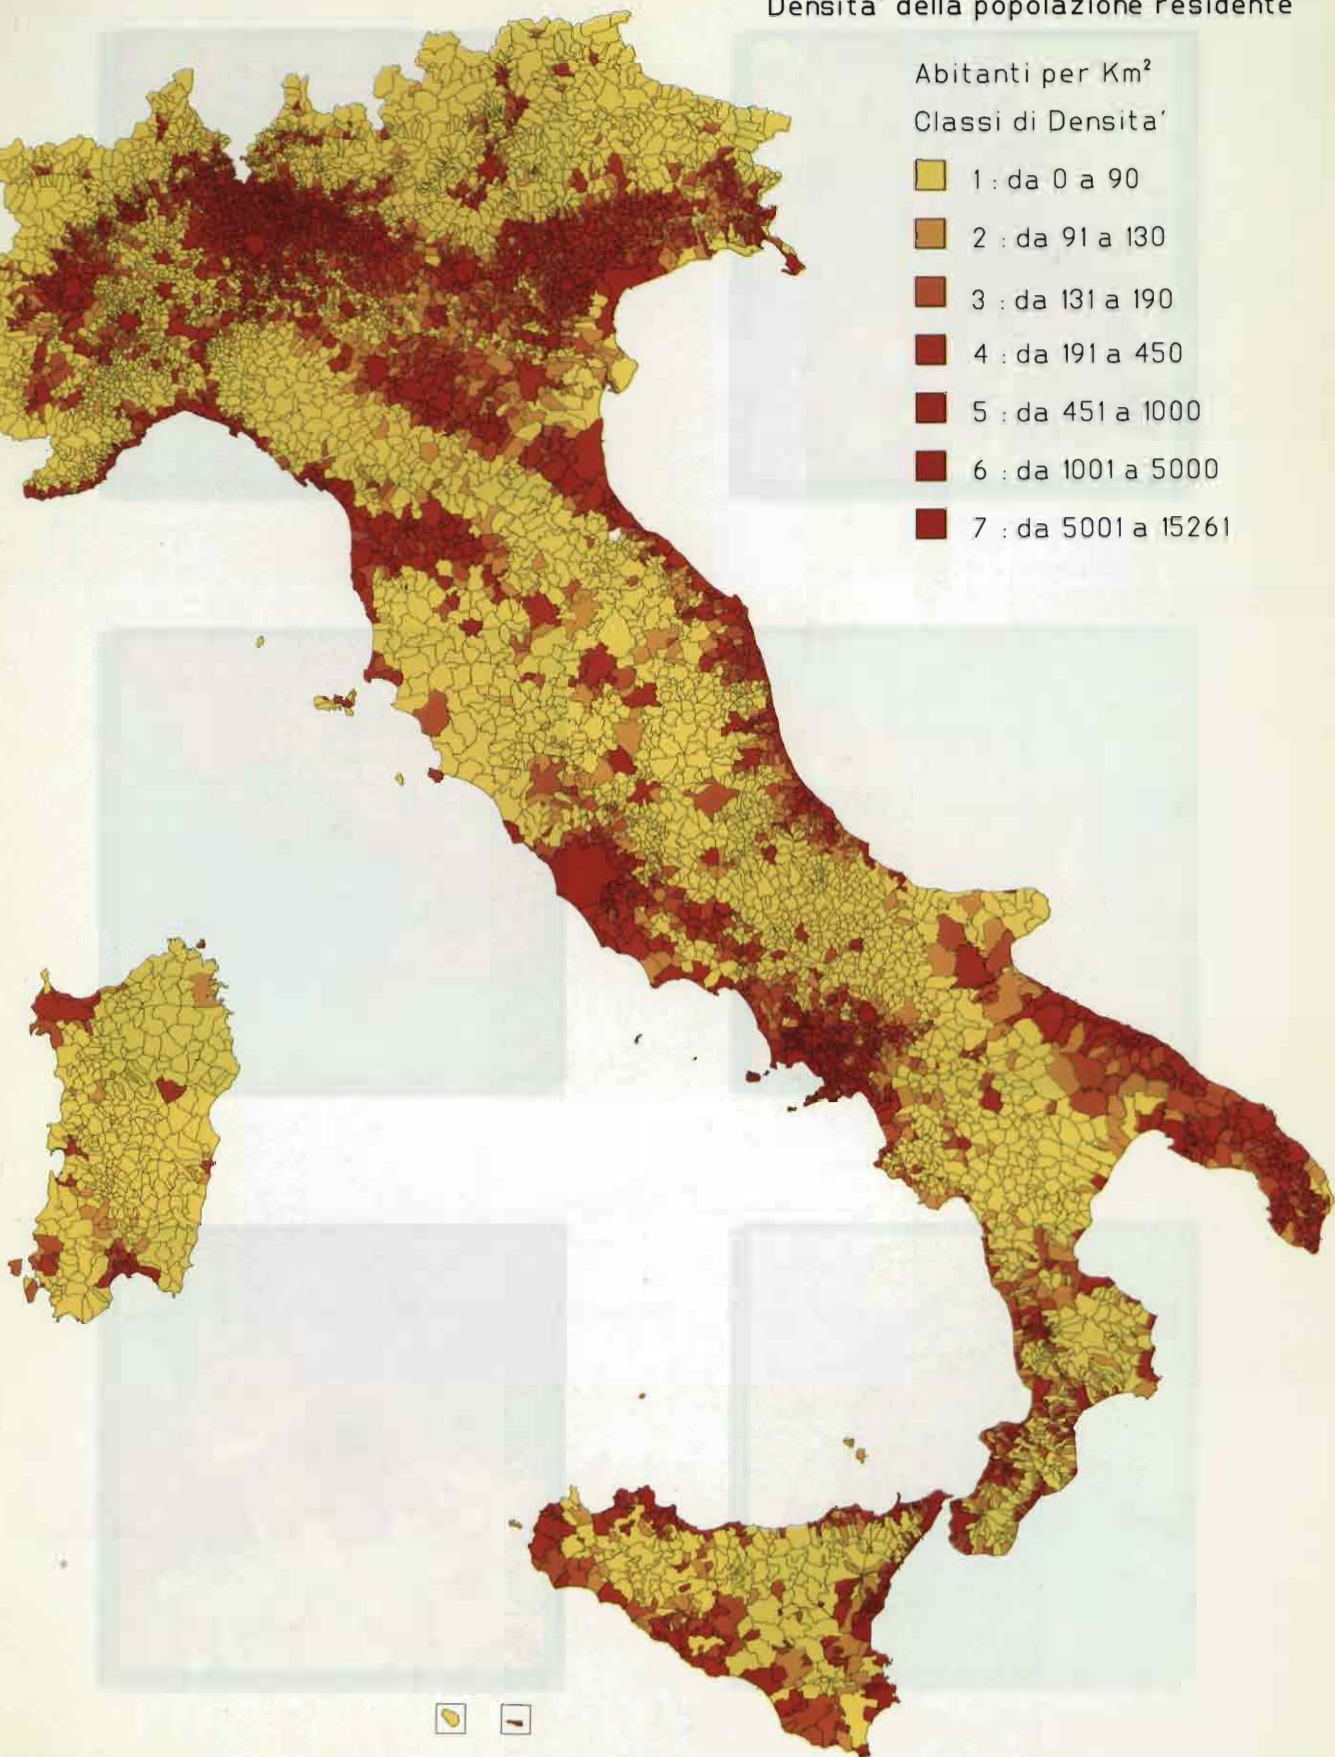 Densita' della popolazione residente
Abitanti per Km²
Classi di Densita'
1 : da 0 a 90
2 : da 91 a 130
3 : da 131 a 190
4 : da 191 a 450
5 : da 451 a 1000
6 : da 1001 a 5000
7 : da 5001 a 15261